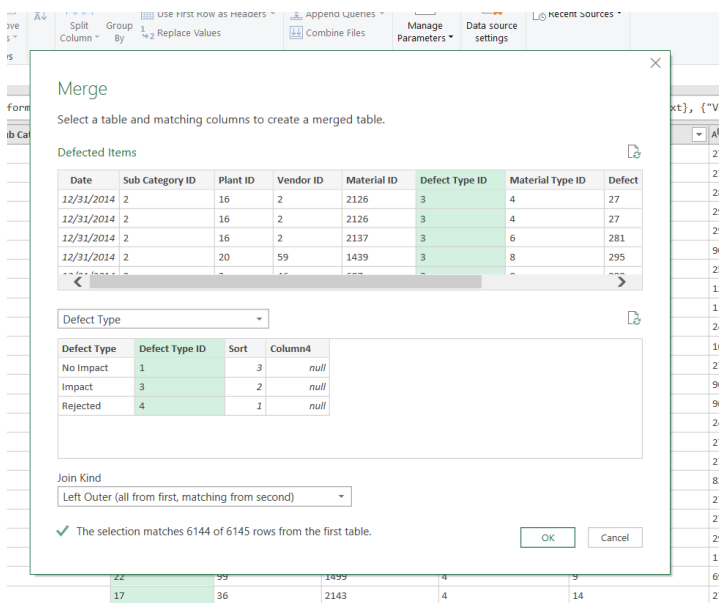 Use First Row as Headers
Append Queries
Recent Sources
Split Column
Group By
Replace Values
Combine Files
Manage Parameters
Data source settings
Merge
Select a table and matching columns to create a merged table.
Defected Items
Date Sub Category ID Plant ID Vendor ID Material ID Defect Type ID Material Type ID Defect
12/31/2014 2 16 2 2126 3 4 27
12/31/2014 2 16 2 2126 3 4 27
12/31/2014 2 16 2 2137 3 6 281
12/31/2014 2 20 59 1439 3 8 295
Defect Type
Defect Type Defect Type ID Sort Column4
No Impact 1 3 null
Impact 3 2 null
Rejected 4 1 null
Join Kind
Left Outer (all from first, matching from second)
The selection matches 6144 of 6145 rows from the first table.
OK Cancel
22 99 1499 4 9
17 36 2143 4 14